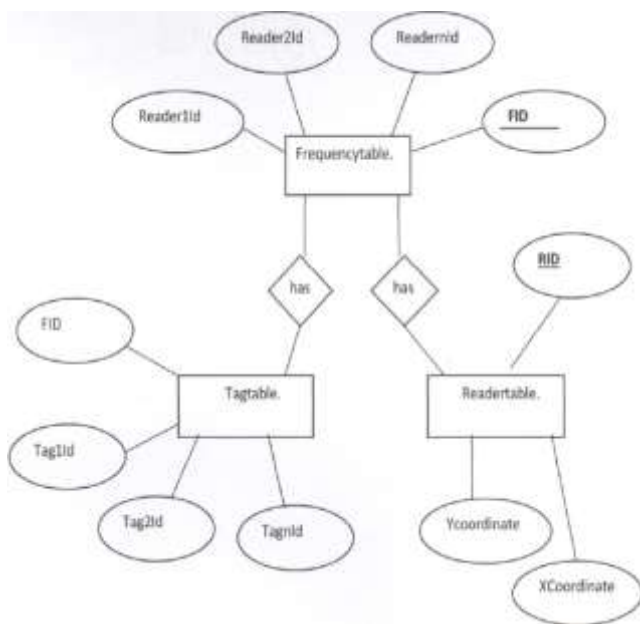 Reader2Id
ReadernId
Reader1Id
FID
Frequencytable.
RID
has
has
FID
Tagtable.
Readertable.
Tag1Id
Tag2Id
TagnId
Ycoordinate
XCoordinate